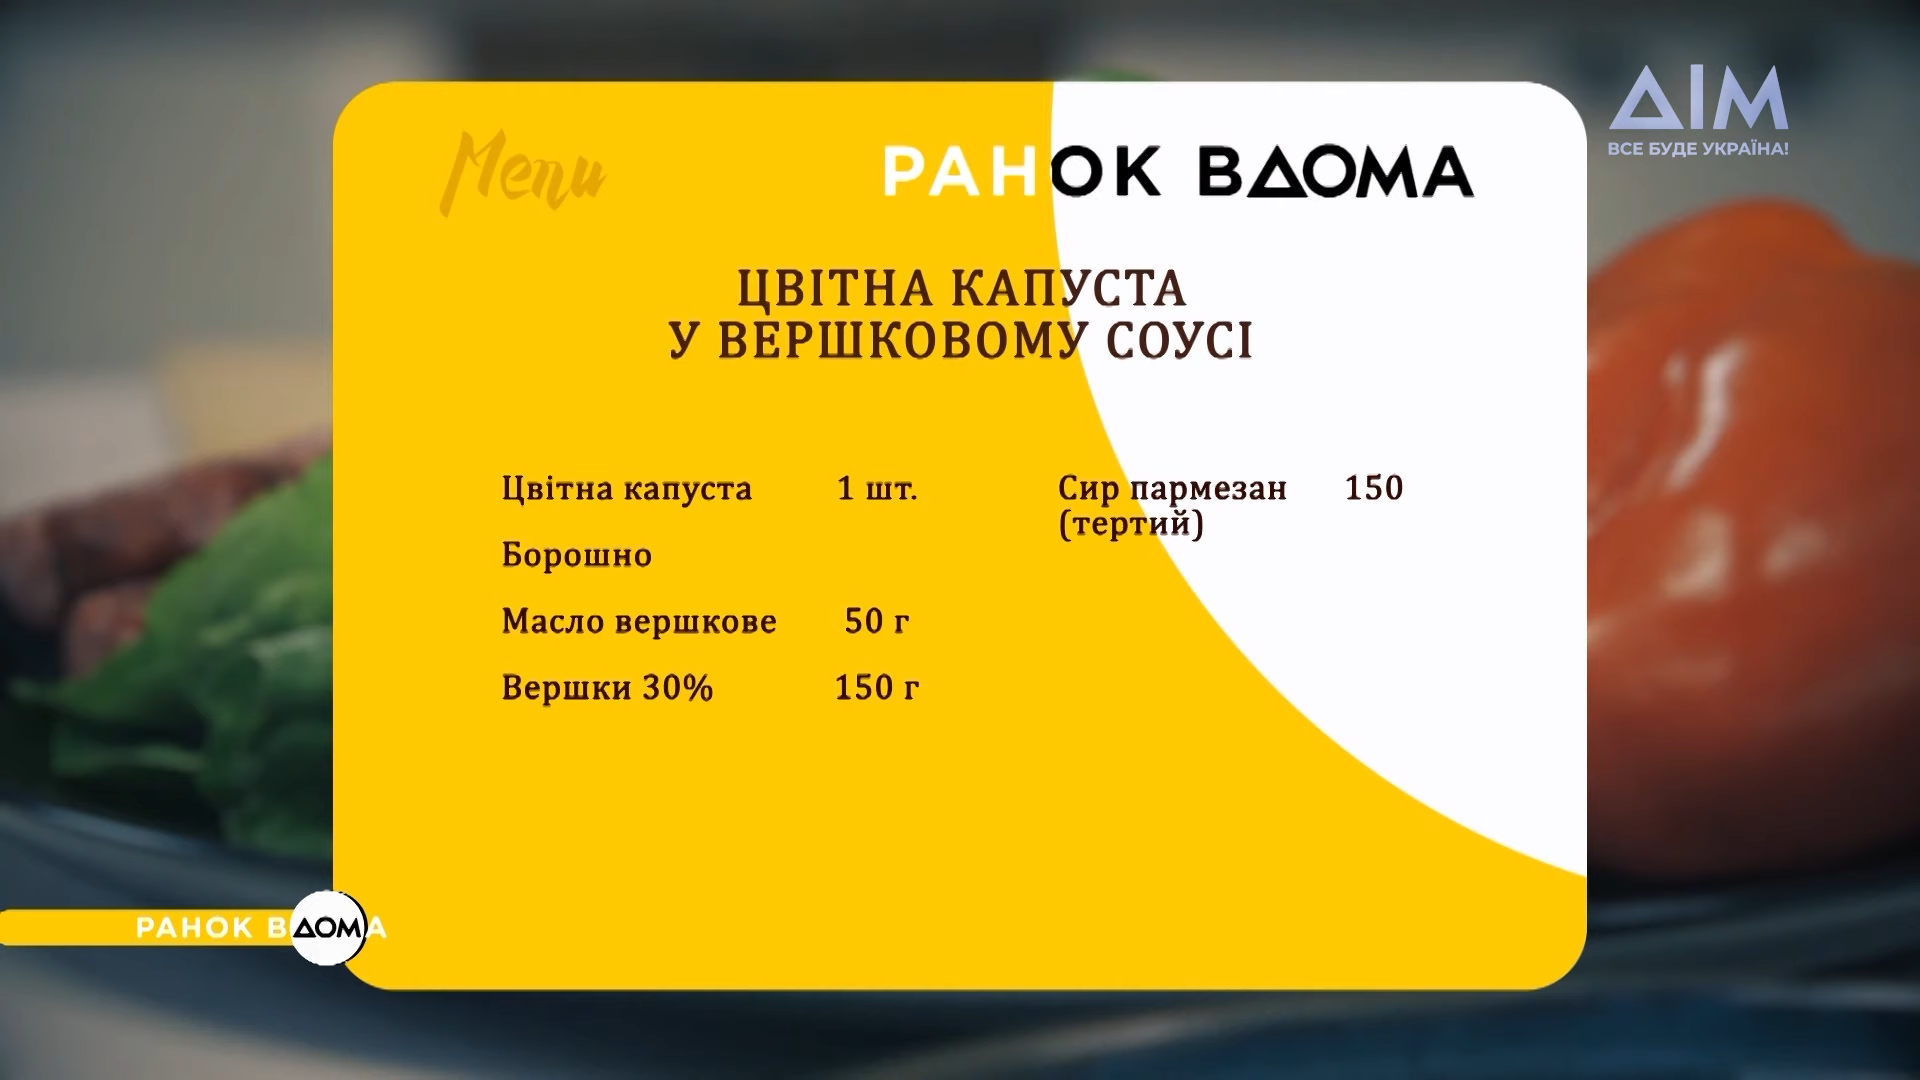 ДІМ
ВСЕ БУДЕ УКРАЇНА!
Menu
РАНОК ВДОМА
ЦВІТНА КАПУСТА
У ВЕРШКОВОМУ СОУСІ
Цвітна капуста 1 шт.
Борошно
Масло вершкове 50 г
Вершки 30% 150 г
Сир пармезан 150
(тертий)
РАНОК ВДОМА